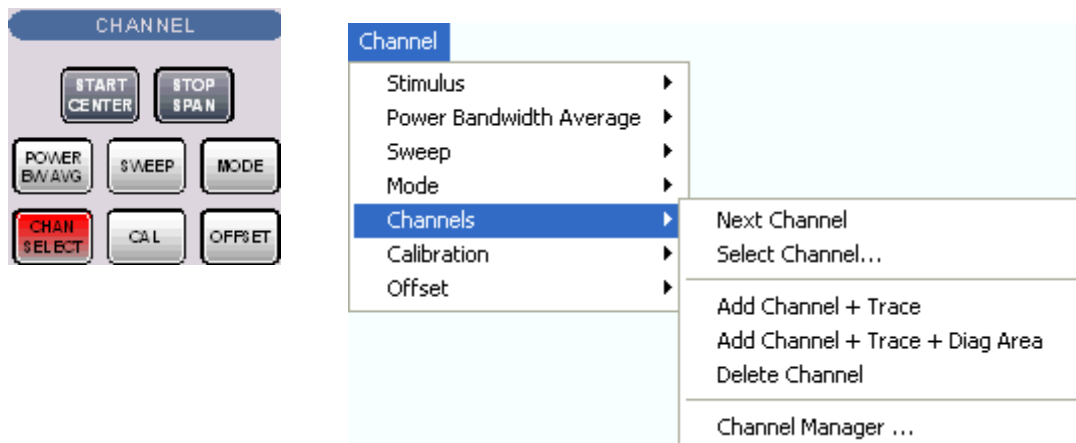 CHANNEL
START CENTER
STOP SPAN
POWER BW AVG
SWEEP
MODE
CHAN SELECT
CAL
OFFSET
Channel
Stimulus
Power Bandwidth Average
Sweep
Mode
Channels
Calibration
Offset
Next Channel
Select Channel...
Add Channel + Trace
Add Channel + Trace + Diag Area
Delete Channel
Channel Manager ...